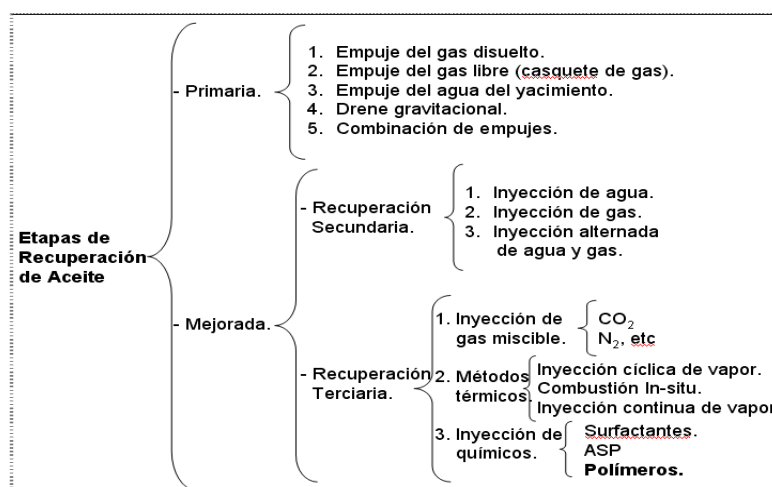 Etapas de
Recuperación
de Aceite
- Primaria.
1. Empuje del gas disuelto.
2. Empuje del gas libre (casquete de gas).
3. Empuje del agua del yacimiento.
4. Drene gravitacional.
5. Combinación de empujes.
- Mejorada.
- Recuperación
Secundaria.
1. Inyección de agua.
2. Inyección de gas.
3. Inyección alternada
de agua y gas.
- Recuperación
Terciaria.
1. Inyección de
gas miscible.
CO₂
N₂, etc
2. Métodos
térmicos.
Inyección cíclica de vapor.
Combustión In-situ.
Inyección continua de vapor
3. Inyección de
químicos.
Surfactantes.
ASP
Polímeros.